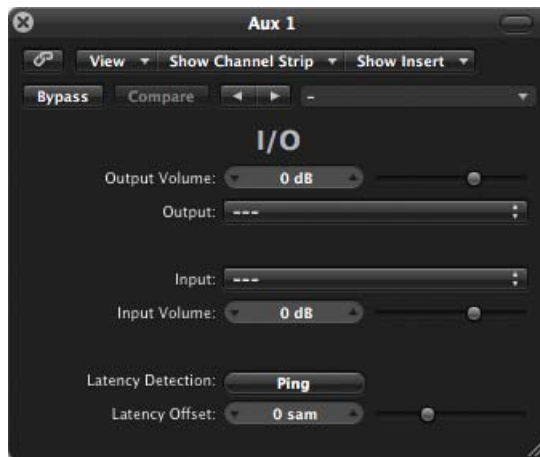 Aux 1
View Show Channel Strip Show Insert
Bypass Compare -
I/O
Output Volume: 0 dB
Output: ---
Input: ---
Input Volume: 0 dB
Latency Detection: Ping
Latency Offset: 0 sam